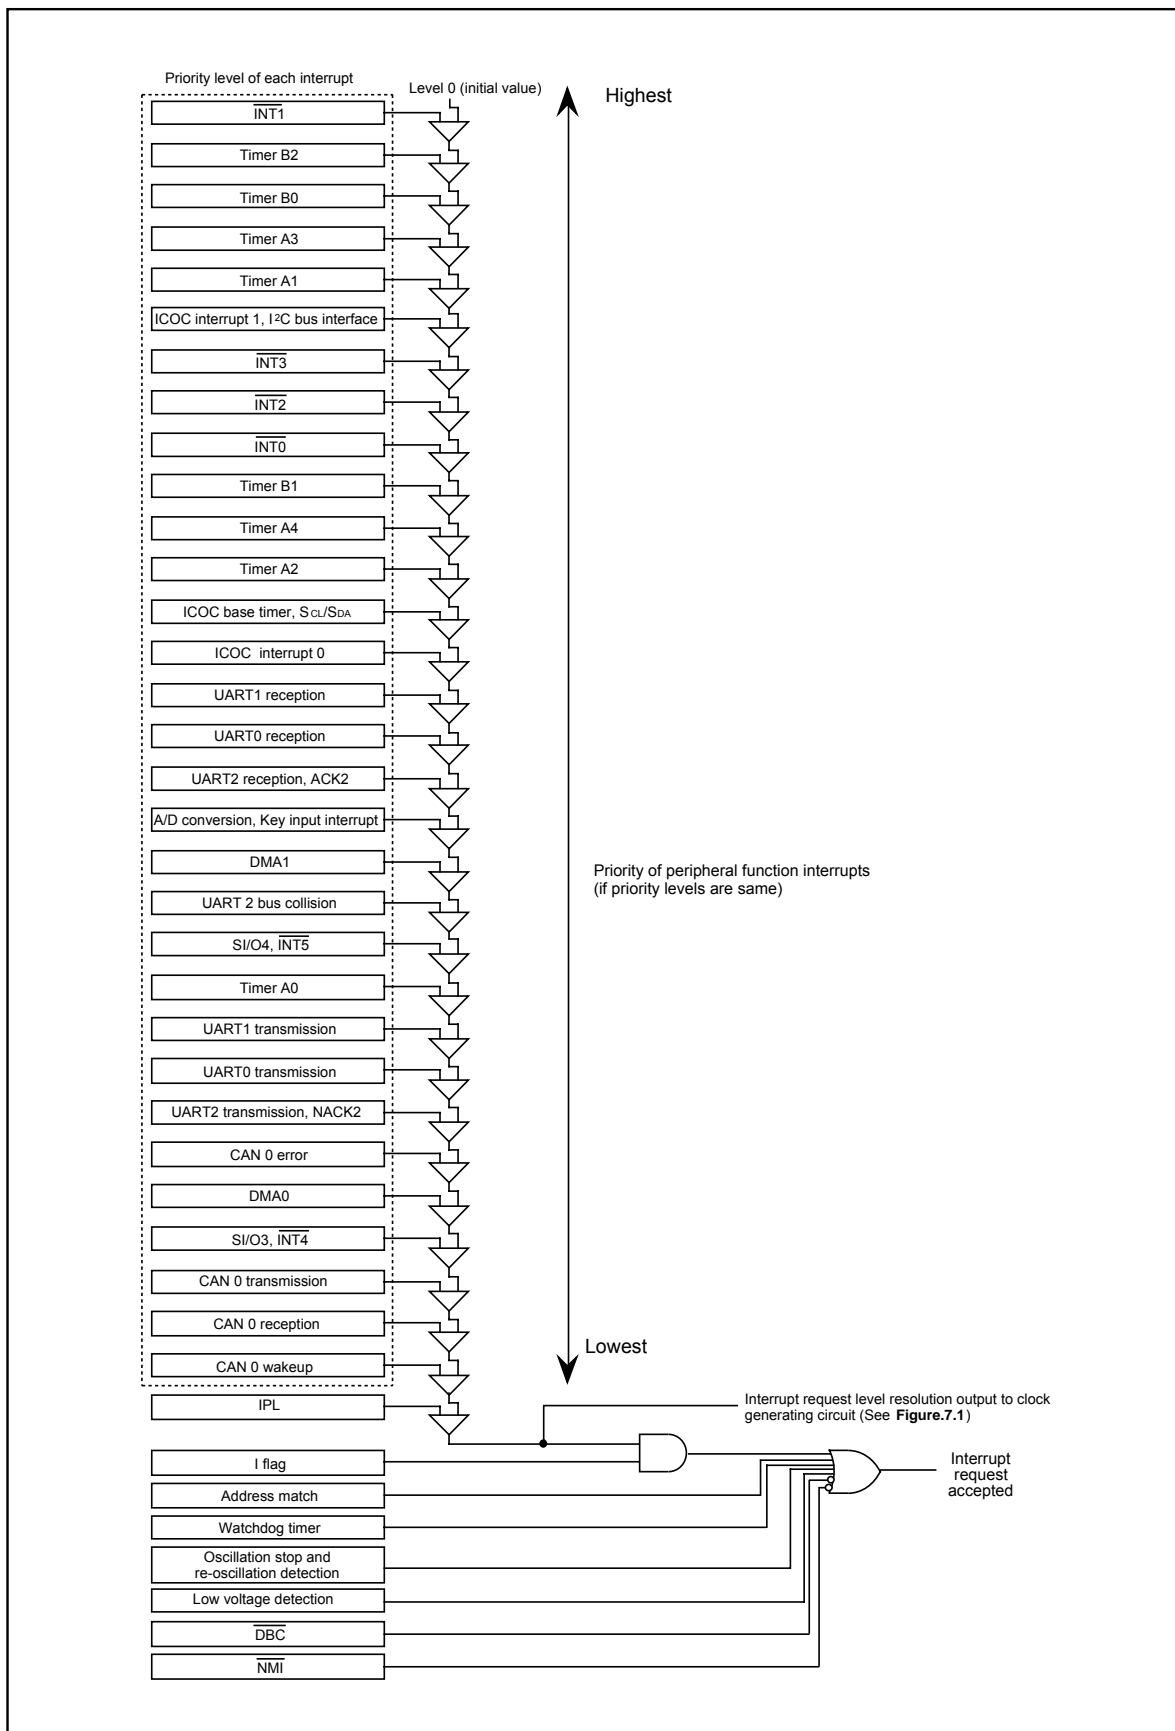 Priority level of each interrupt
Level 0 (initial value)
Highest
INT1
Timer B2
Timer B0
Timer A3
Timer A1
ICOC interrupt 1, I²C bus interface
INT3
INT2
INT0
Timer B1
Timer A4
Timer A2
ICOC base timer, SCL/SDA
ICOC interrupt 0
UART1 reception
UART0 reception
UART2 reception, ACK2
A/D conversion, Key input interrupt
DMA1
Priority of peripheral function interrupts
(if priority levels are same)
UART 2 bus collision
SI/O4, INT5
Timer A0
UART1 transmission
UART0 transmission
UART2 transmission, NACK2
CAN 0 error
DMA0
SI/O3, INT4
CAN 0 transmission
CAN 0 reception
Lowest
CAN 0 wakeup
IPL
Interrupt request level resolution output to clock
generating circuit (See Figure.7.1)
I flag
Interrupt
request
accepted
Address match
Watchdog timer
Oscillation stop and
re-oscillation detection
Low voltage detection
DBC
NMI